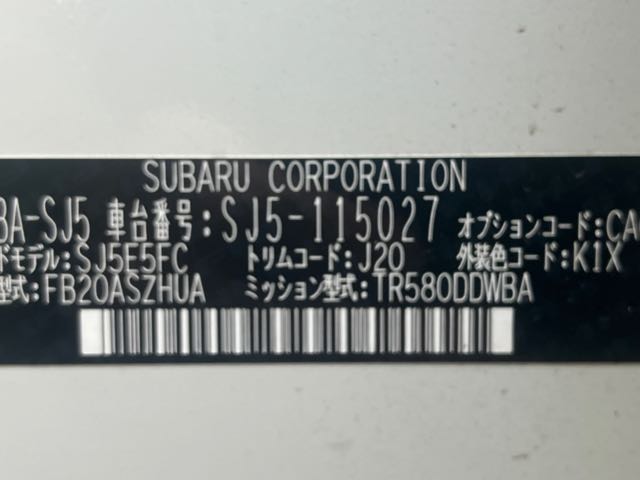 SUBARU CORPORATION
BA-SJ5 車台番号:SJ5-115027 オプションコード:CA
ドモデル:SJ5E5FC トリムコード:J20 外装色コード:K1X
型式:FB20ASZHUA ミッション型式:TR580DDWBA